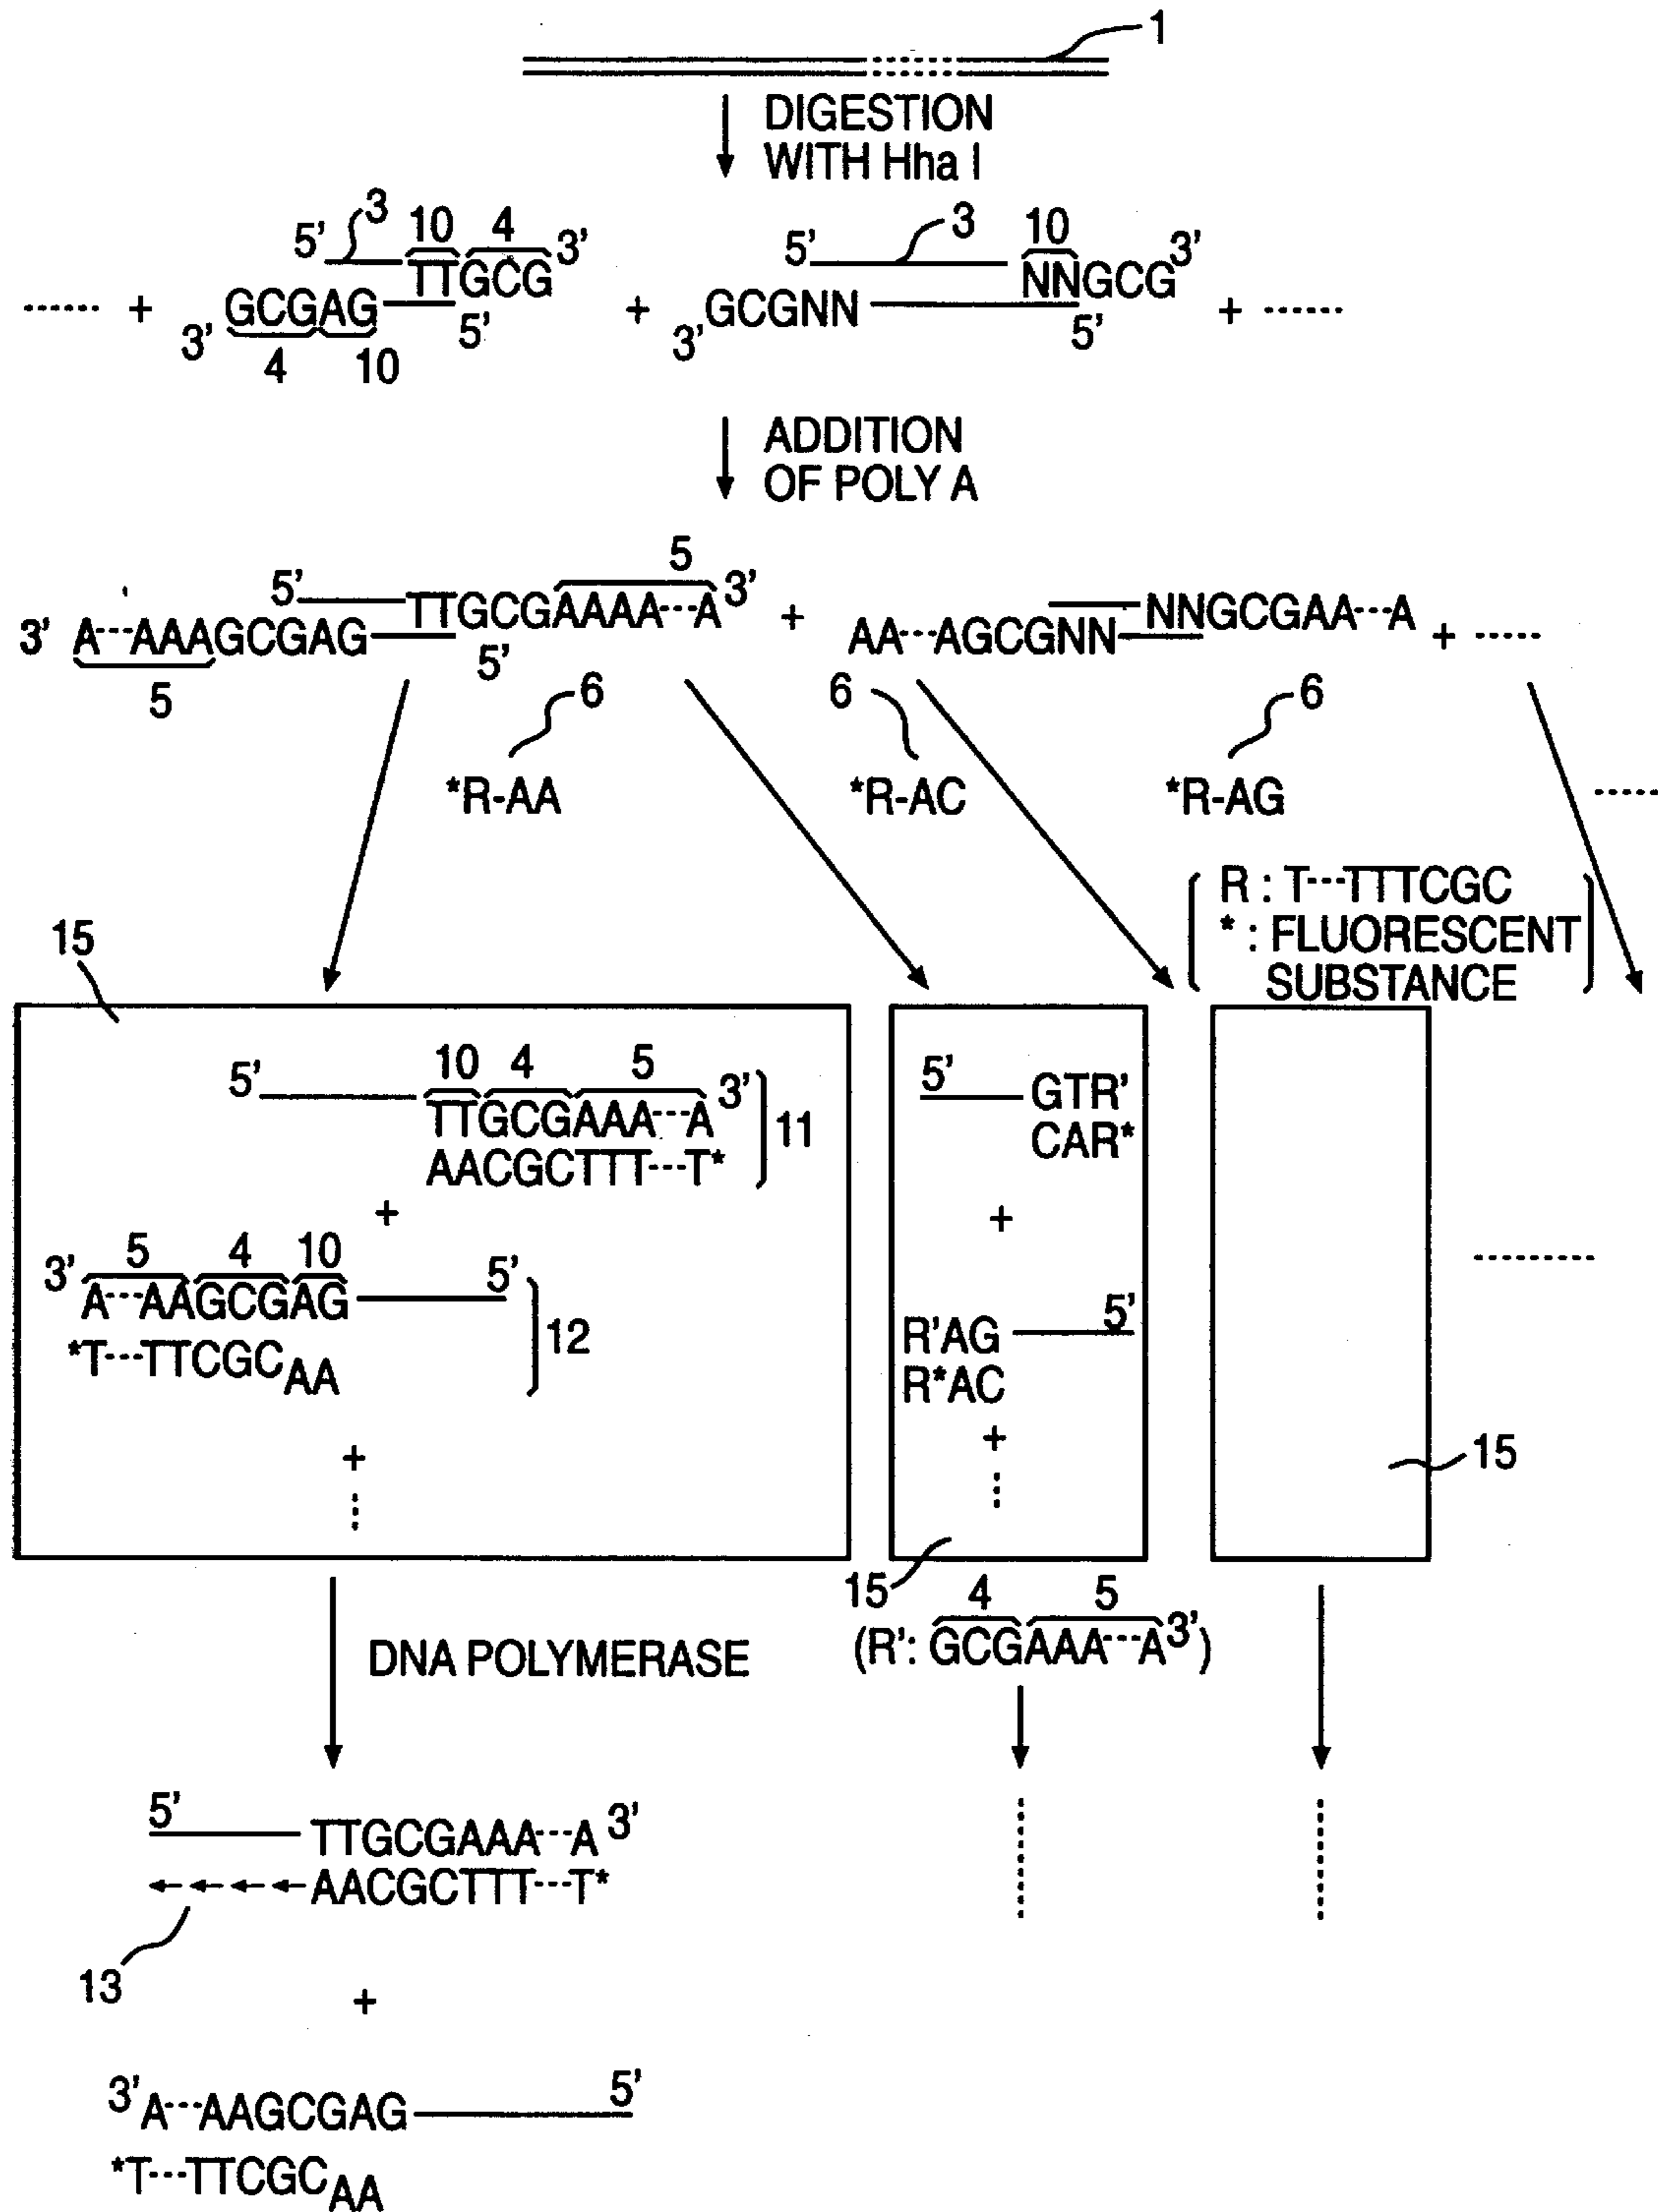 1
DIGESTION
WITH Hha I
5' 3 10 4 3'
TTGCG
5' 3 10 3'
NNGCG
...... + GCGAG 5'
3' 4 10
+ GCGNN 5'
3'
+ ......
ADDITION
OF POLY A
5
5' TTGCGAAAA---A 3'
3' A---AAAGCGAG 5'
5
+ AA---AGCGNN NNGCGAA---A + .....
6 6 6
*R-AA *R-AC *R-AG .....
R : T---TTTCGC
* : FLUORESCENT
SUBSTANCE
15
5' 10 4 5 3'
TTGCGAAA---A
AACGCTTT---T*
11
+
3' 5 4 10 5'
A---AAGCGAG
*T---TTCGCAA
12
+
5' GTR'
CAR*
+
R'AG 5'
R*AC
+
15
15
........
4 5
(R': GCGAAA---A3')
DNA POLYMERASE
5' TTGCGAAA---A 3'
AACGCTTT---T*
13
+
3' A---AAGCGAG 5'
*T---TTCGCAA